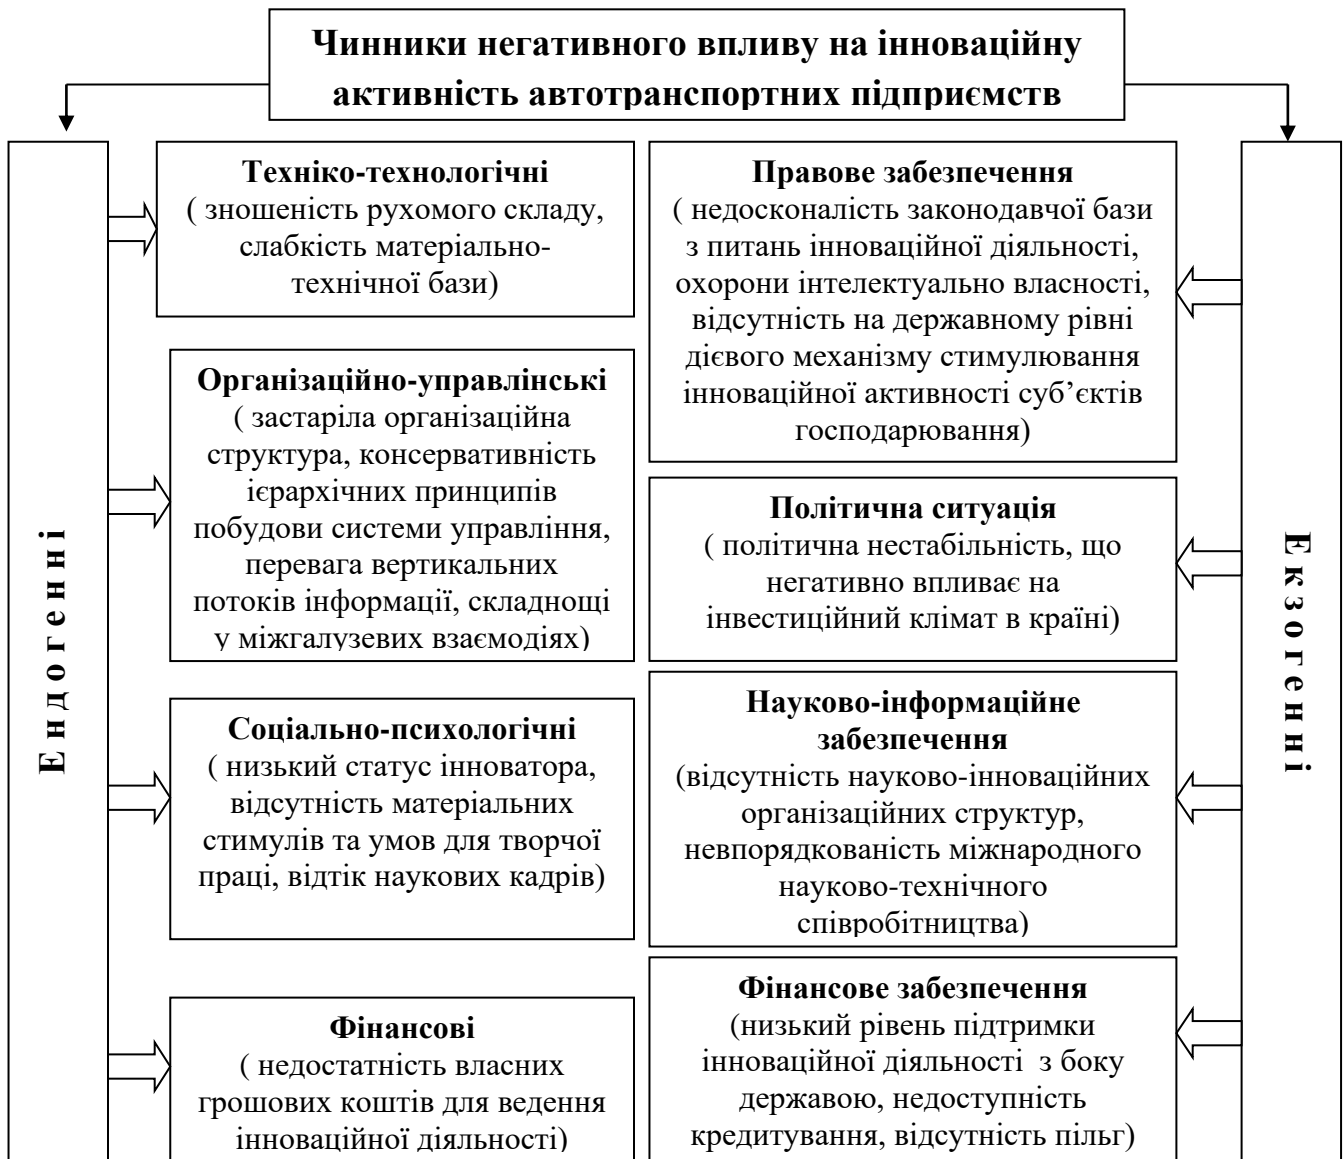 Чинники негативного впливу на інноваційну
активність автотранспортних підприємств
Ендогенні
Техніко-технологічні
( зношеність рухомого складу,
слабкість матеріально-
технічної бази)
Організаційно-управлінські
( застаріла організаційна
структура, консервативність
ієрархічних принципів
побудови системи управління,
перевага вертикальних
потоків інформації, складнощі
у міжгалузевих взаємодіях)
Соціально-психологічні
( низький статус інноватора,
відсутність матеріальних
стимулів та умов для творчої
праці, відтік наукових кадрів)
Фінансові
( недостатність власних
грошових коштів для ведення
інноваційної діяльності)
Правове забезпечення
( недосконалість законодавчої бази
з питань інноваційної діяльності,
охорони інтелектуально власності,
відсутність на державному рівні
дієвого механізму стимулювання
інноваційної активності суб’єктів
господарювання)
Політична ситуація
( політична нестабільність, що
негативно впливає на
інвестиційний клімат в країні)
Науково-інформаційне
забезпечення
(відсутність науково-інноваційних
організаційних структур,
невпорядкованість міжнародного
науково-технічного
співробітництва)
Фінансове забезпечення
(низький рівень підтримки
інноваційної діяльності  з боку
державою, недоступність
кредитування, відсутність пільг)
Екзогенні